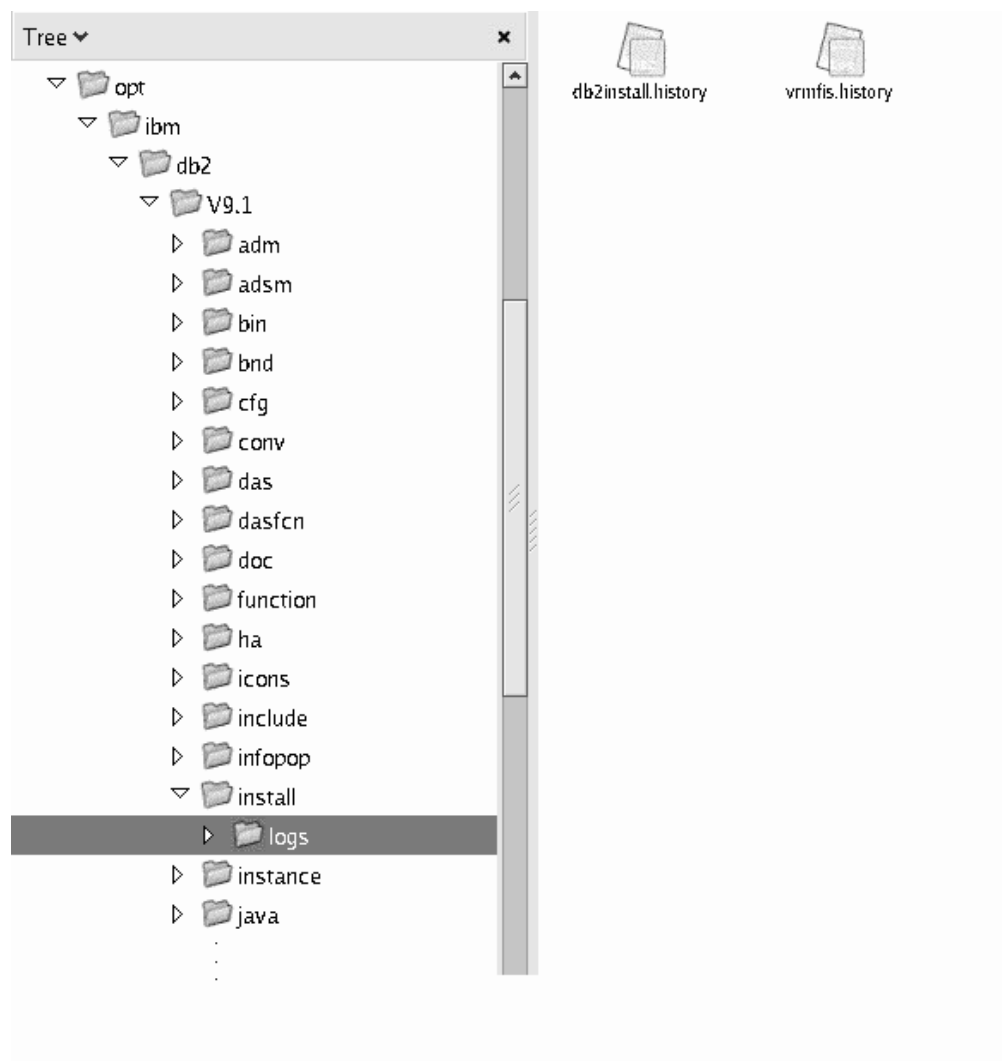 Tree
opt
ibm
db2
V9.1
adm
adsm
bin
bnd
cfg
conv
das
dasfcn
doc
function
ha
icons
include
infopop
install
logs
instance
java
db2install.history
vrmfis.history